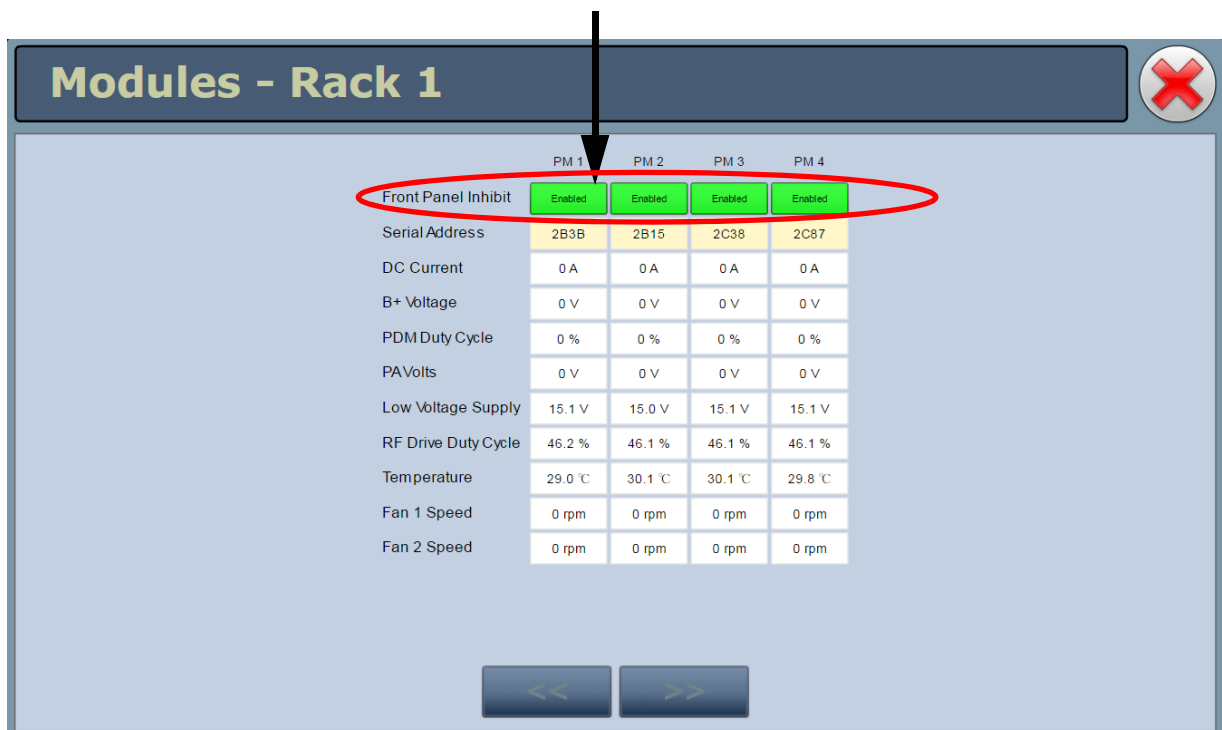 Modules - Rack 1
PM 1 PM 2 PM 3 PM 4
Front Panel Inhibit Enabled Enabled Enabled Enabled
Serial Address 2B3B 2B15 2C38 2C87
DC Current 0 A 0 A 0 A 0 A
B+ Voltage 0 V 0 V 0 V 0 V
PDM Duty Cycle 0 % 0 % 0 % 0 %
PA Volts 0 V 0 V 0 V 0 V
Low Voltage Supply 15.1 V 15.0 V 15.1 V 15.1 V
RF Drive Duty Cycle 46.2 % 46.1 % 46.1 % 46.1 %
Temperature 29.0 ℃ 30.1 ℃ 30.1 ℃ 29.8 ℃
Fan 1 Speed 0 rpm 0 rpm 0 rpm 0 rpm
Fan 2 Speed 0 rpm 0 rpm 0 rpm 0 rpm
<< >>